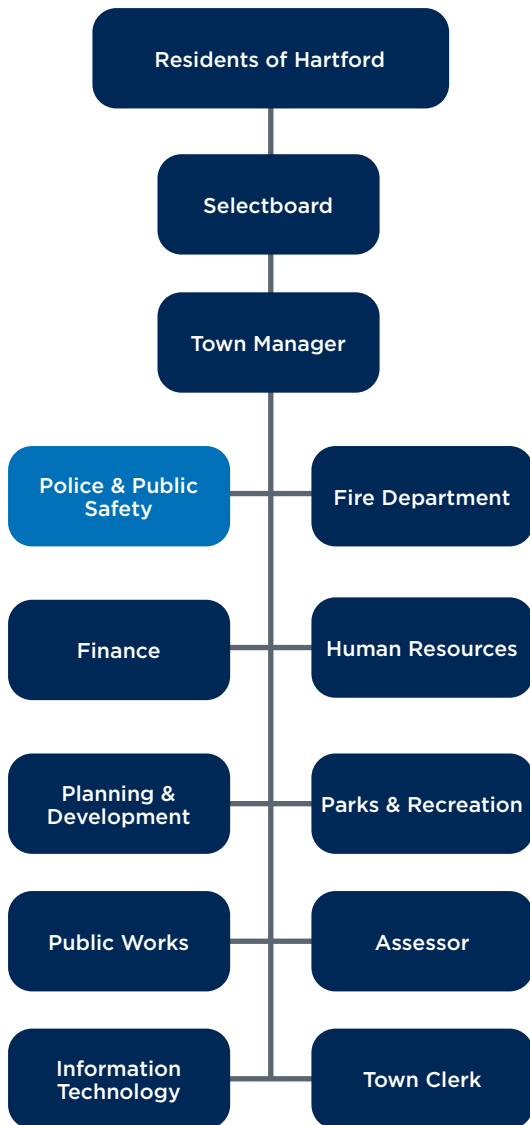 Residents of Hartford
Selectboard
Town Manager
Police & Public
Safety
Fire Department
Finance
Human Resources
Planning &
Development
Parks & Recreation
Public Works
Assessor
Information
Technology
Town Clerk